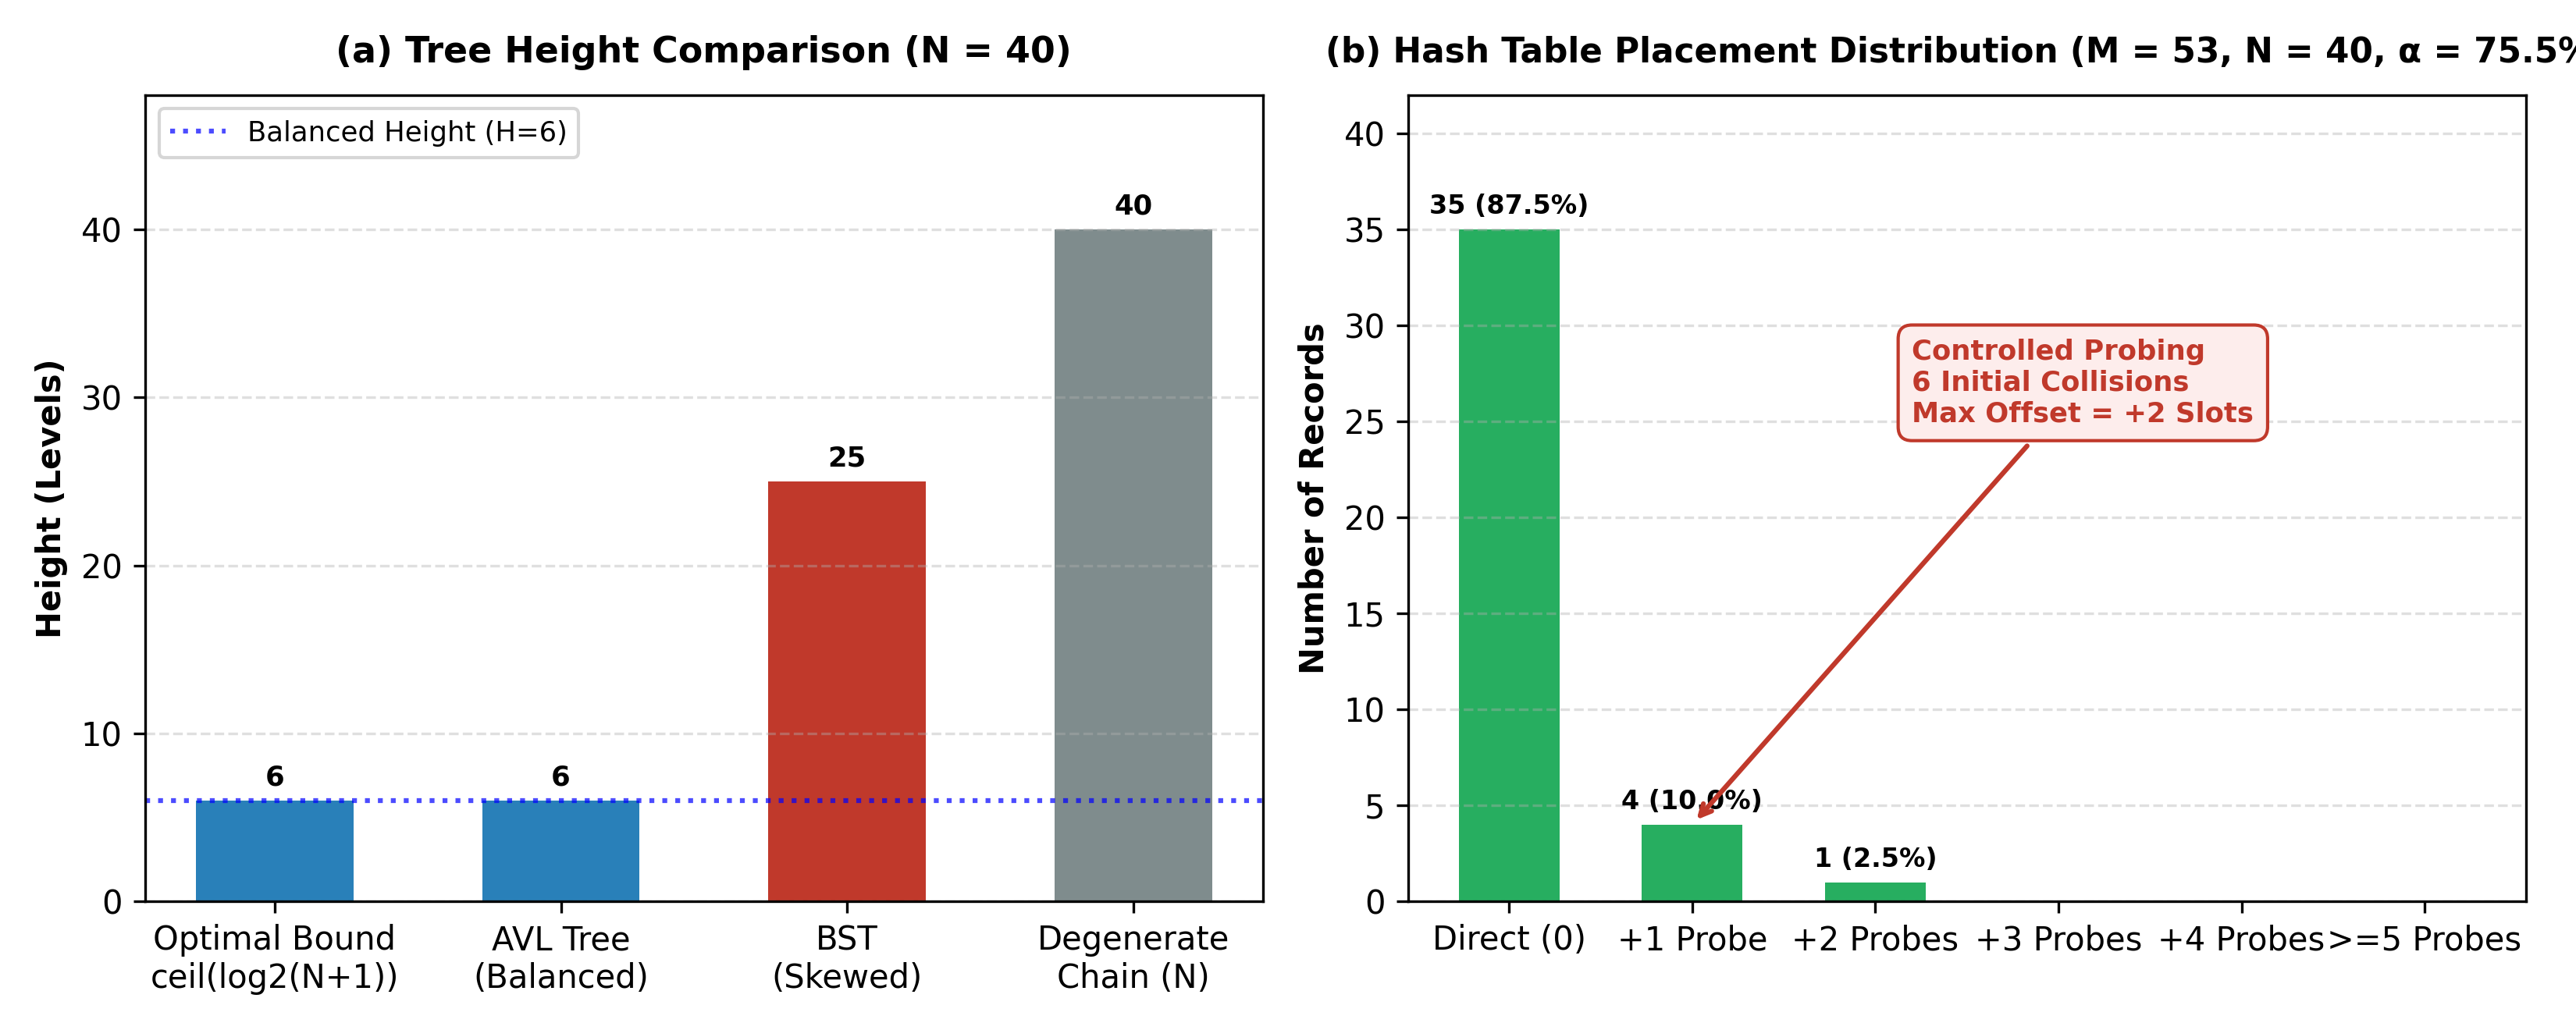 (a) Tree Height Comparison (N = 40)
Balanced Height (H=6)
Height (Levels)
40
30
20
10
0
6
6
25
40
Optimal Bound
ceil(log2(N+1))
AVL Tree
(Balanced)
BST
(Skewed)
Degenerate
Chain (N)
(b) Hash Table Placement Distribution (M = 53, N = 40, α = 75.5%
Number of Records
40
35
30
25
20
15
10
5
0
35 (87.5%)
4 (10.0%)
1 (2.5%)
Controlled Probing
6 Initial Collisions
Max Offset = +2 Slots
Direct (0)
+1 Probe
+2 Probes
+3 Probes
+4 Probes
>=5 Probes